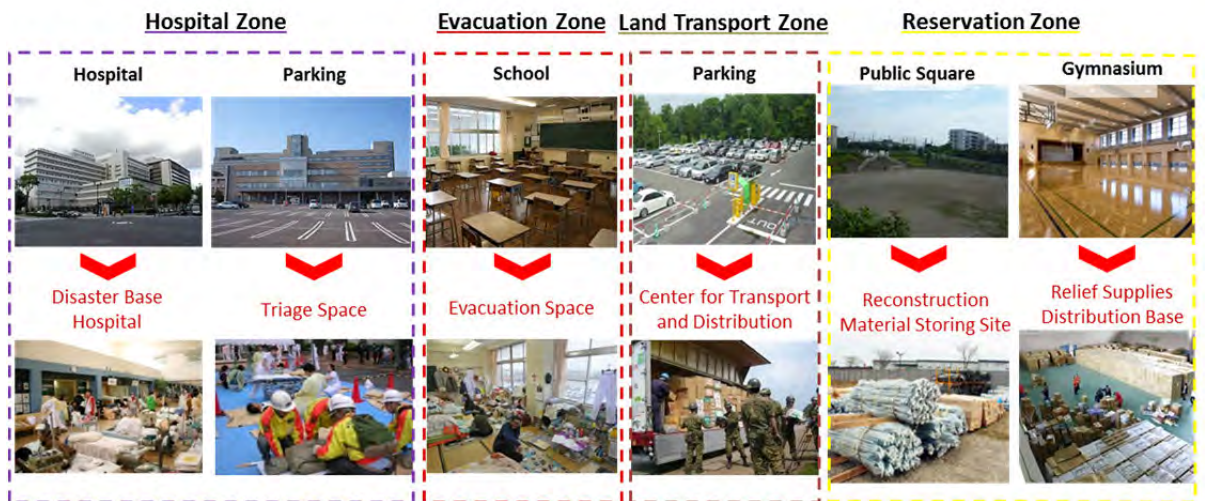 Hospital Zone
Evacuation Zone
Land Transport Zone
Reservation Zone
Hospital
Parking
School
Parking
Public Square
Gymnasium
Disaster Base
Hospital
Triage Space
Evacuation Space
Center for Transport
and Distribution
Reconstruction
Material Storing Site
Relief Supplies
Distribution Base